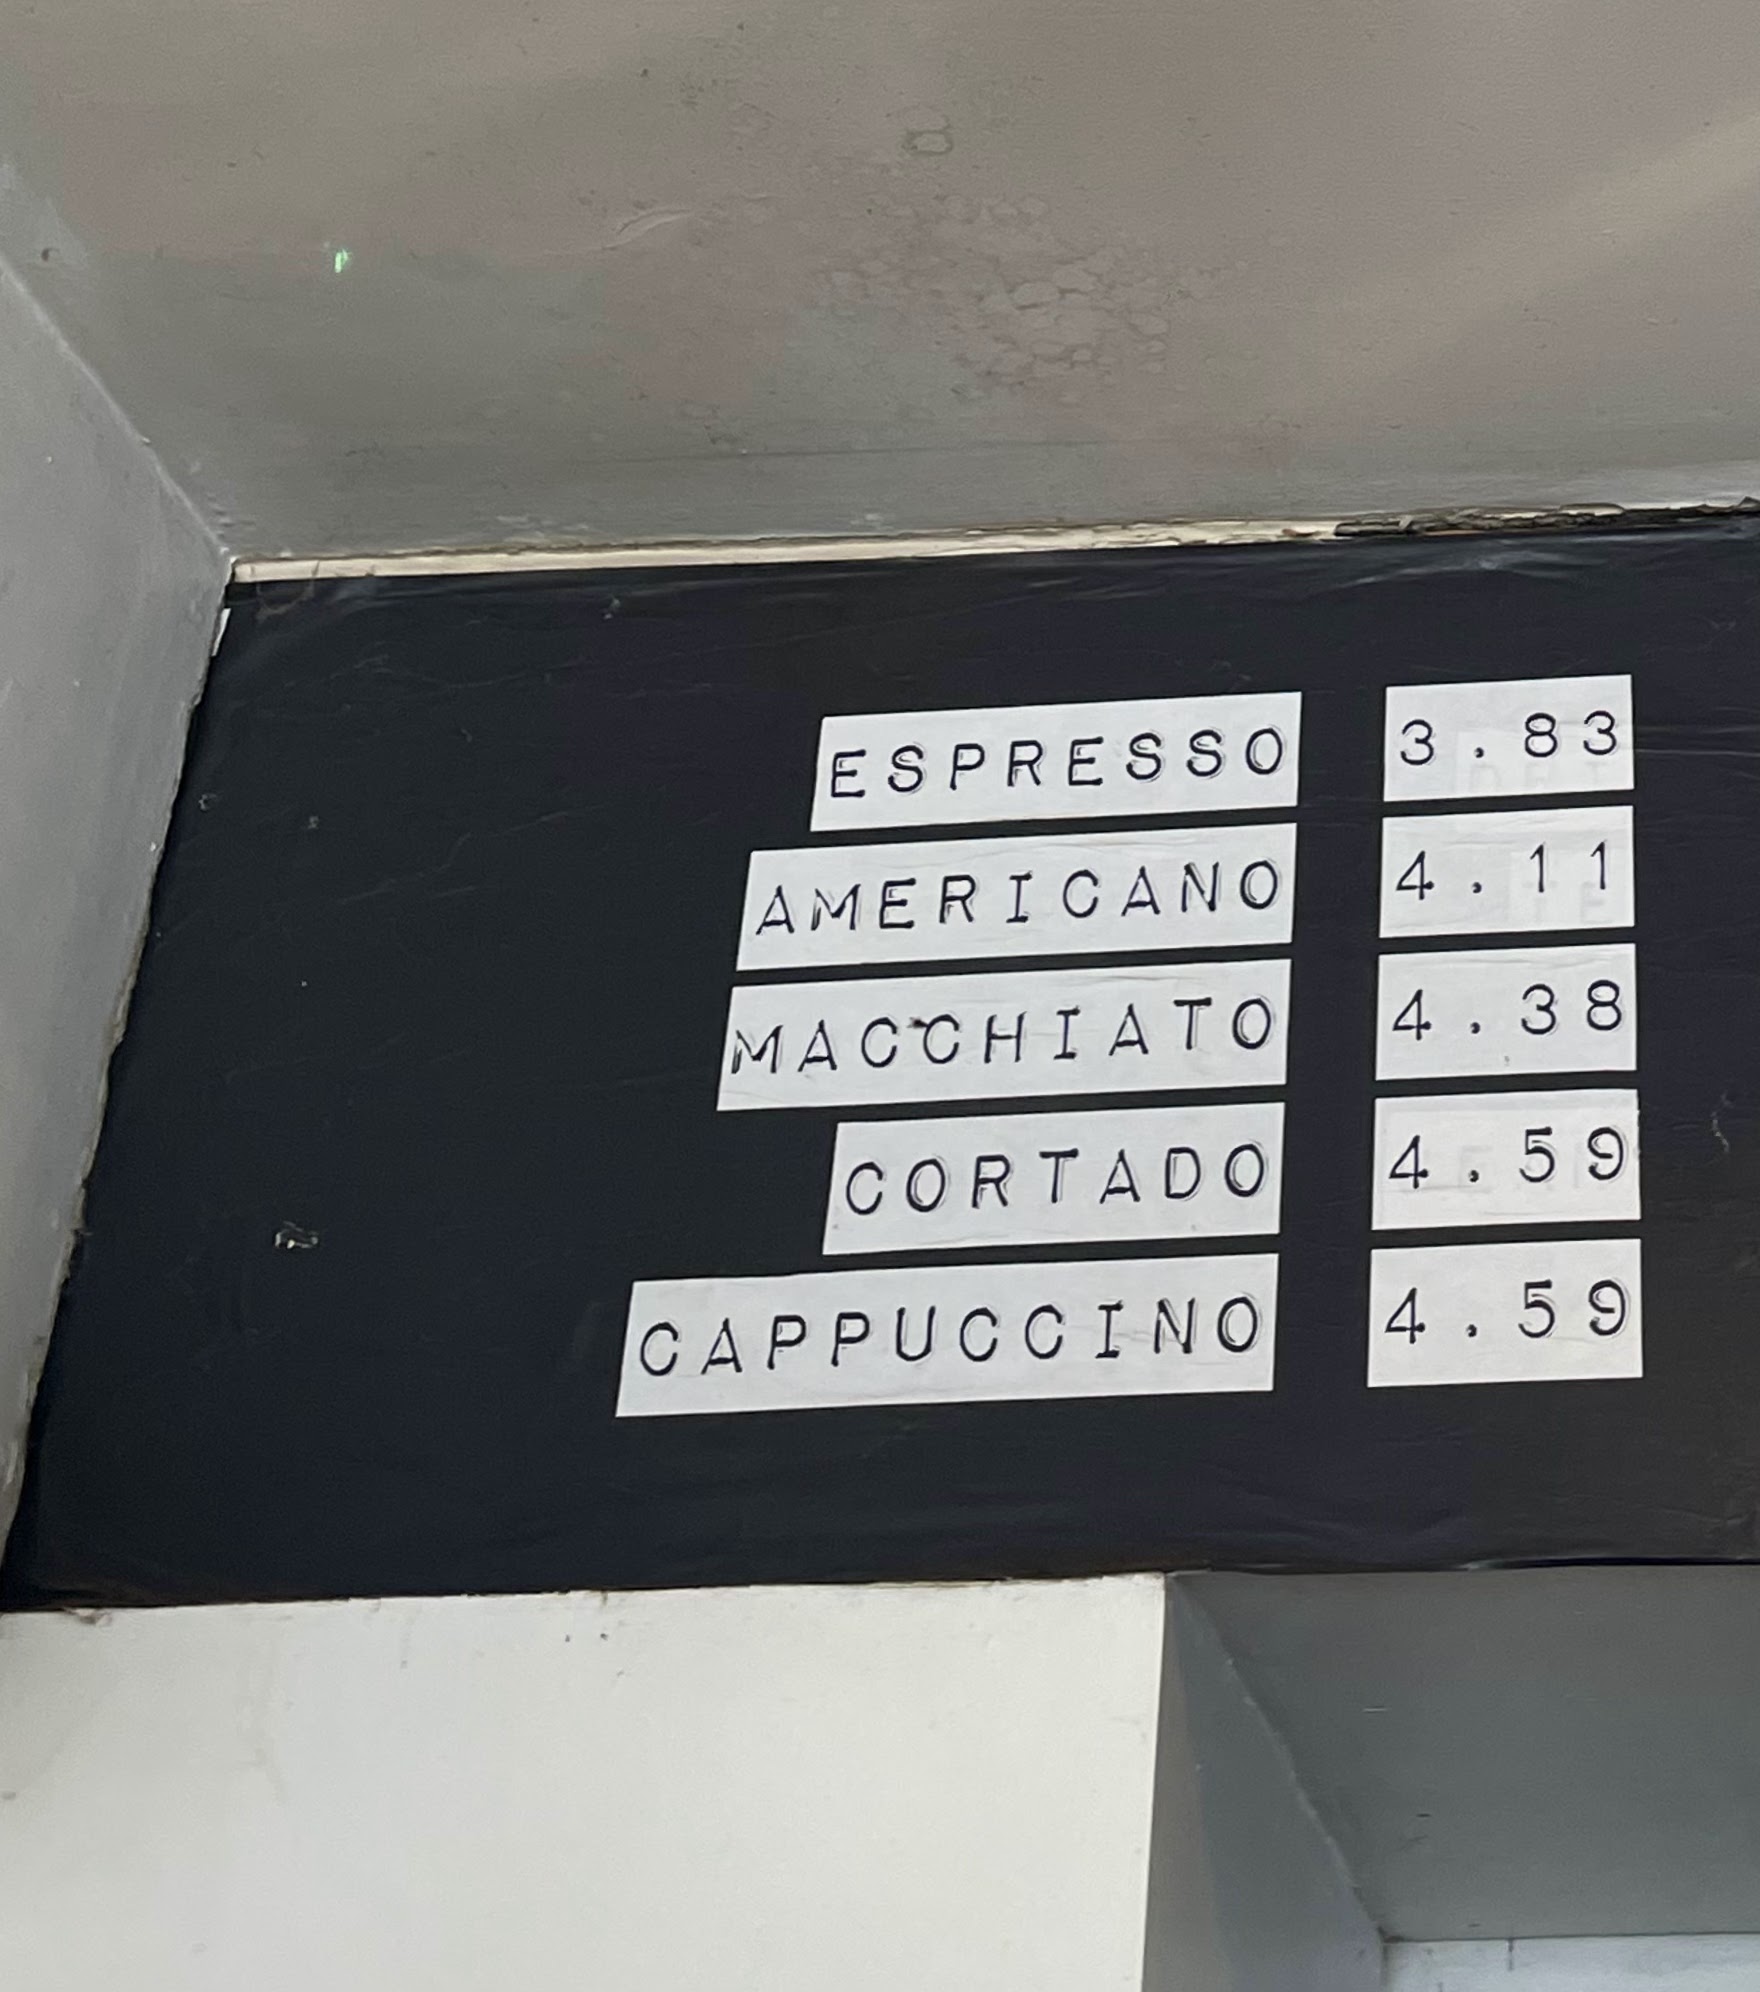 ESPRESSO 3.83
AMERICANO 4.11
MACCHIATO 4.38
CORTADO 4.59
CAPPUCCINO 4.59